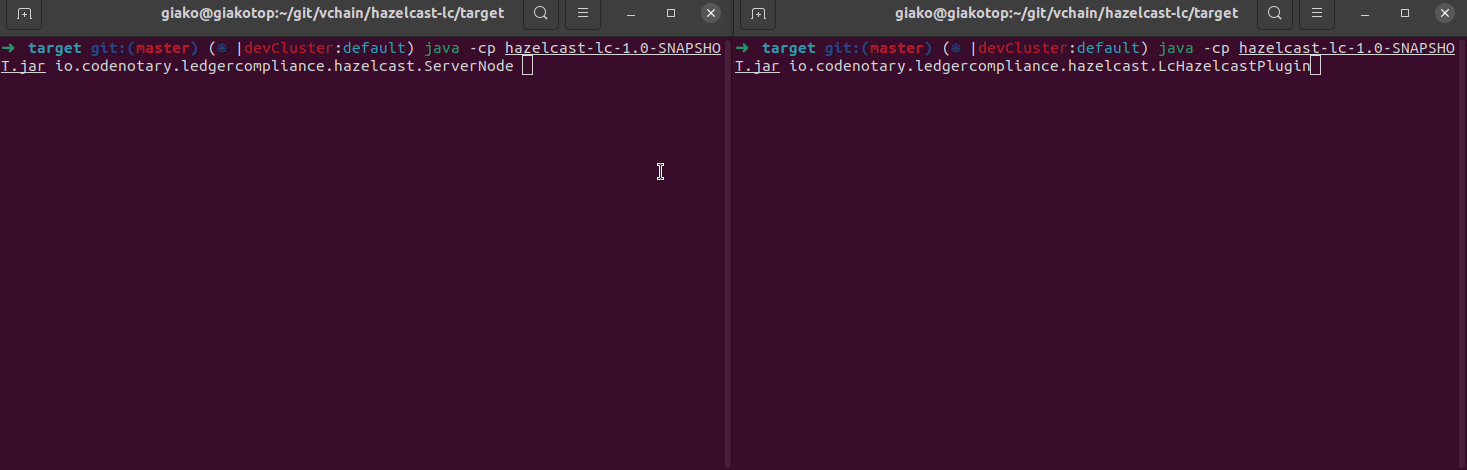 giako@giakotop:~/git/vchain/hazelcast-lc/target
➜ target git:(master) (⎈ |devCluster:default) java -cp hazelcast-lc-1.0-SNAPSHO
T.jar io.codenotary.ledgercompliance.hazelcast.ServerNode
giako@giakotop:~/git/vchain/hazelcast-lc/target
➜ target git:(master) (⎈ |devCluster:default) java -cp hazelcast-lc-1.0-SNAPSHO
T.jar io.codenotary.ledgercompliance.hazelcast.LcHazelcastPlugin